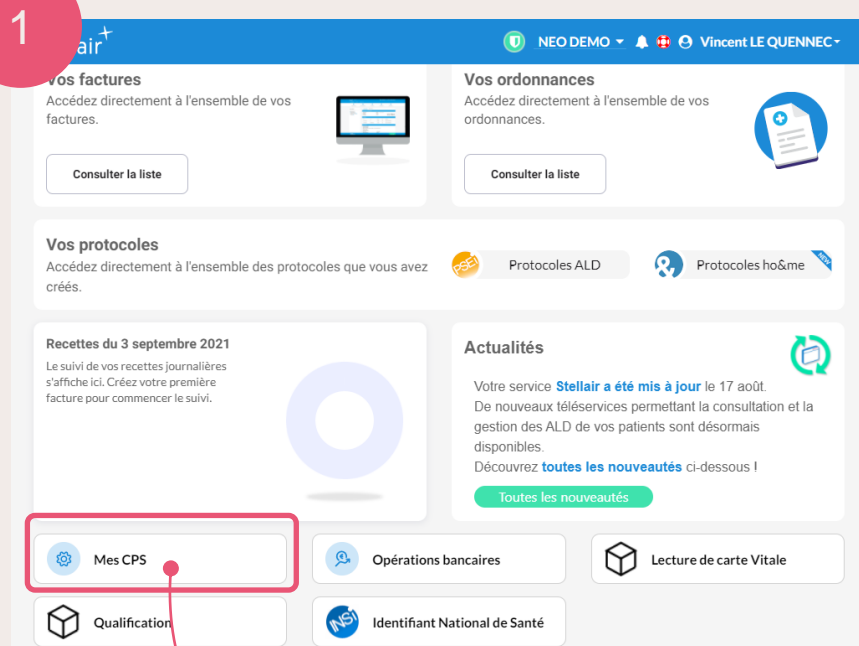 1
air
NEO DEMO
Vincent LE QUENNEC
Vos factures
Accédez directement à l'ensemble de vos
factures.
Consulter la liste
Vos ordonnances
Accédez directement à l'ensemble de vos
ordonnances.
Consulter la liste
Vos protocoles
Accédez directement à l'ensemble des protocoles que vous avez
créés.
PSET
Protocoles ALD
Protocoles ho&me
NEW
Recettes du 3 septembre 2021
Le suivi de vos recettes journalières
s'affiche ici. Créez votre première
facture pour commencer le suivi.
Actualités
Votre service Stellair a été mis à jour le 17 août.
De nouveaux téléservices permettant la consultation et la
gestion des ALD de vos patients sont désormais
disponibles.
Découvrez toutes les nouveautés ci-dessous !
Toutes les nouveautés
Mes CPS
Opérations bancaires
Lecture de carte Vitale
Qualification
INSi
Identifiant National de Santé